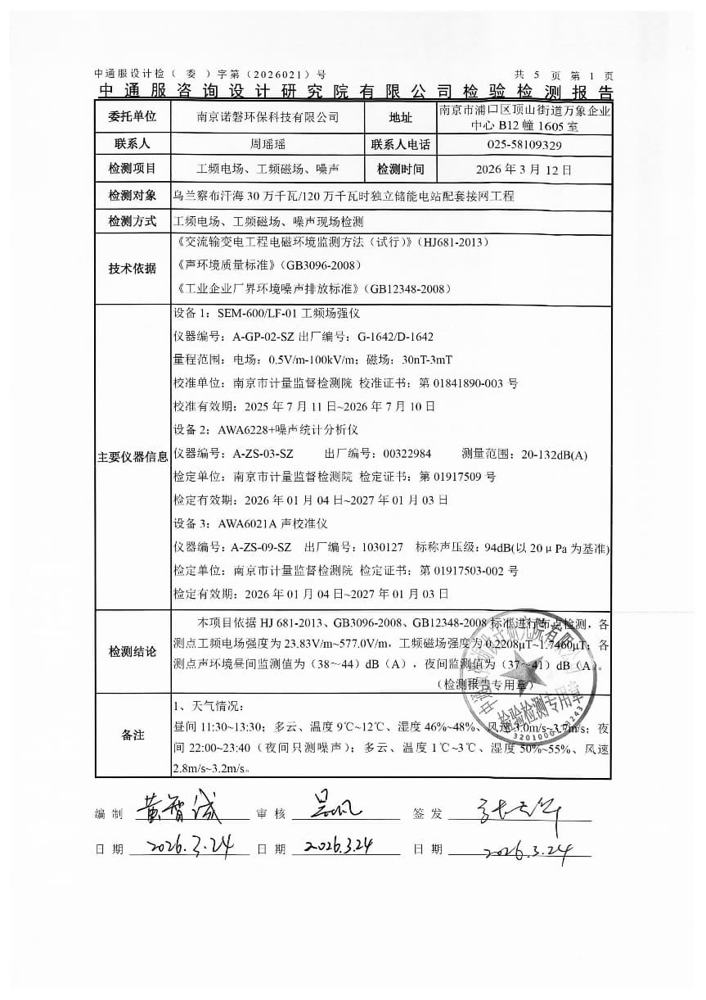 中通服设计检（ 委 ）字第（2026021）号 共 5 页 第 1 页
中通服咨询设计研究院有限公司检验检测报告
委托单位 南京诺磐环保科技有限公司 地址 南京市浦口区顶山街道万象企业
中心 B12 幢 1605 室
联系人 周瑶瑶 联系人电话 025-58109329
检测项目 工频电场、工频磁场、噪声 检测时间 2026 年 3 月 12 日
检测对象 乌兰察布汗海 30 万千瓦/120 万千瓦时独立储能电站配套接网工程
检测方式 工频电场、工频磁场、噪声现场检测
技术依据
《交流输变电工程电磁环境监测方法（试行）》（HJ681-2013）
《声环境质量标准》（GB3096-2008）
《工业企业厂界环境噪声排放标准》（GB12348-2008）
主要仪器信息
设备 1：SEM-600/LF-01 工频场强仪
仪器编号：A-GP-02-SZ 出厂编号：G-1642/D-1642
量程范围：电场：0.5V/m-100kV/m；磁场：30nT-3mT
校准单位：南京市计量监督检测院 校准证书：第 01841890-003 号
校准有效期：2025 年 7 月 11 日~2026 年 7 月 10 日
设备 2：AWA6228+噪声统计分析仪
仪器编号：A-ZS-03-SZ 出厂编号：00322984 测量范围：20-132dB(A)
检定单位：南京市计量监督检测院 检定证书：第 01917509 号
检定有效期：2026 年 01 月 04 日~2027 年 01 月 03 日
设备 3：AWA6021A 声校准仪
仪器编号：A-ZS-09-SZ 出厂编号：1030127 标称声压级：94dB(以 20 μ Pa 为基准)
检定单位：南京市计量监督检测院 检定证书：第 01917503-002 号
检定有效期：2026 年 01 月 04 日~2027 年 01 月 03 日
检测结论
本项目依据 HJ 681-2013、GB3096-2008、GB12348-2008 标准进行布点检测，各
测点工频电场强度为 23.83V/m~577.0V/m，工频磁场强度为 0.2208μT~1.7460μT；各
测点声环境昼间监测值为（38～44）dB（A），夜间监测值为（37～41）dB（A）。
（检测报告专用章）
检验检测专用章
备注
1、天气情况：
昼间 11:30~13:30；多云、温度 9℃~12℃、湿度 46%~48%、风速 3.0m/s~3.7m/s；夜
间 22:00~23:40（夜间只测噪声）；多云、温度 1℃~3℃、湿度 50%~55%、风速
2.8m/s~3.2m/s。
编 制 黄智诚 审 核 签 发
日 期 2026.3.24 日 期 2026.3.24 日 期 2026.3.24